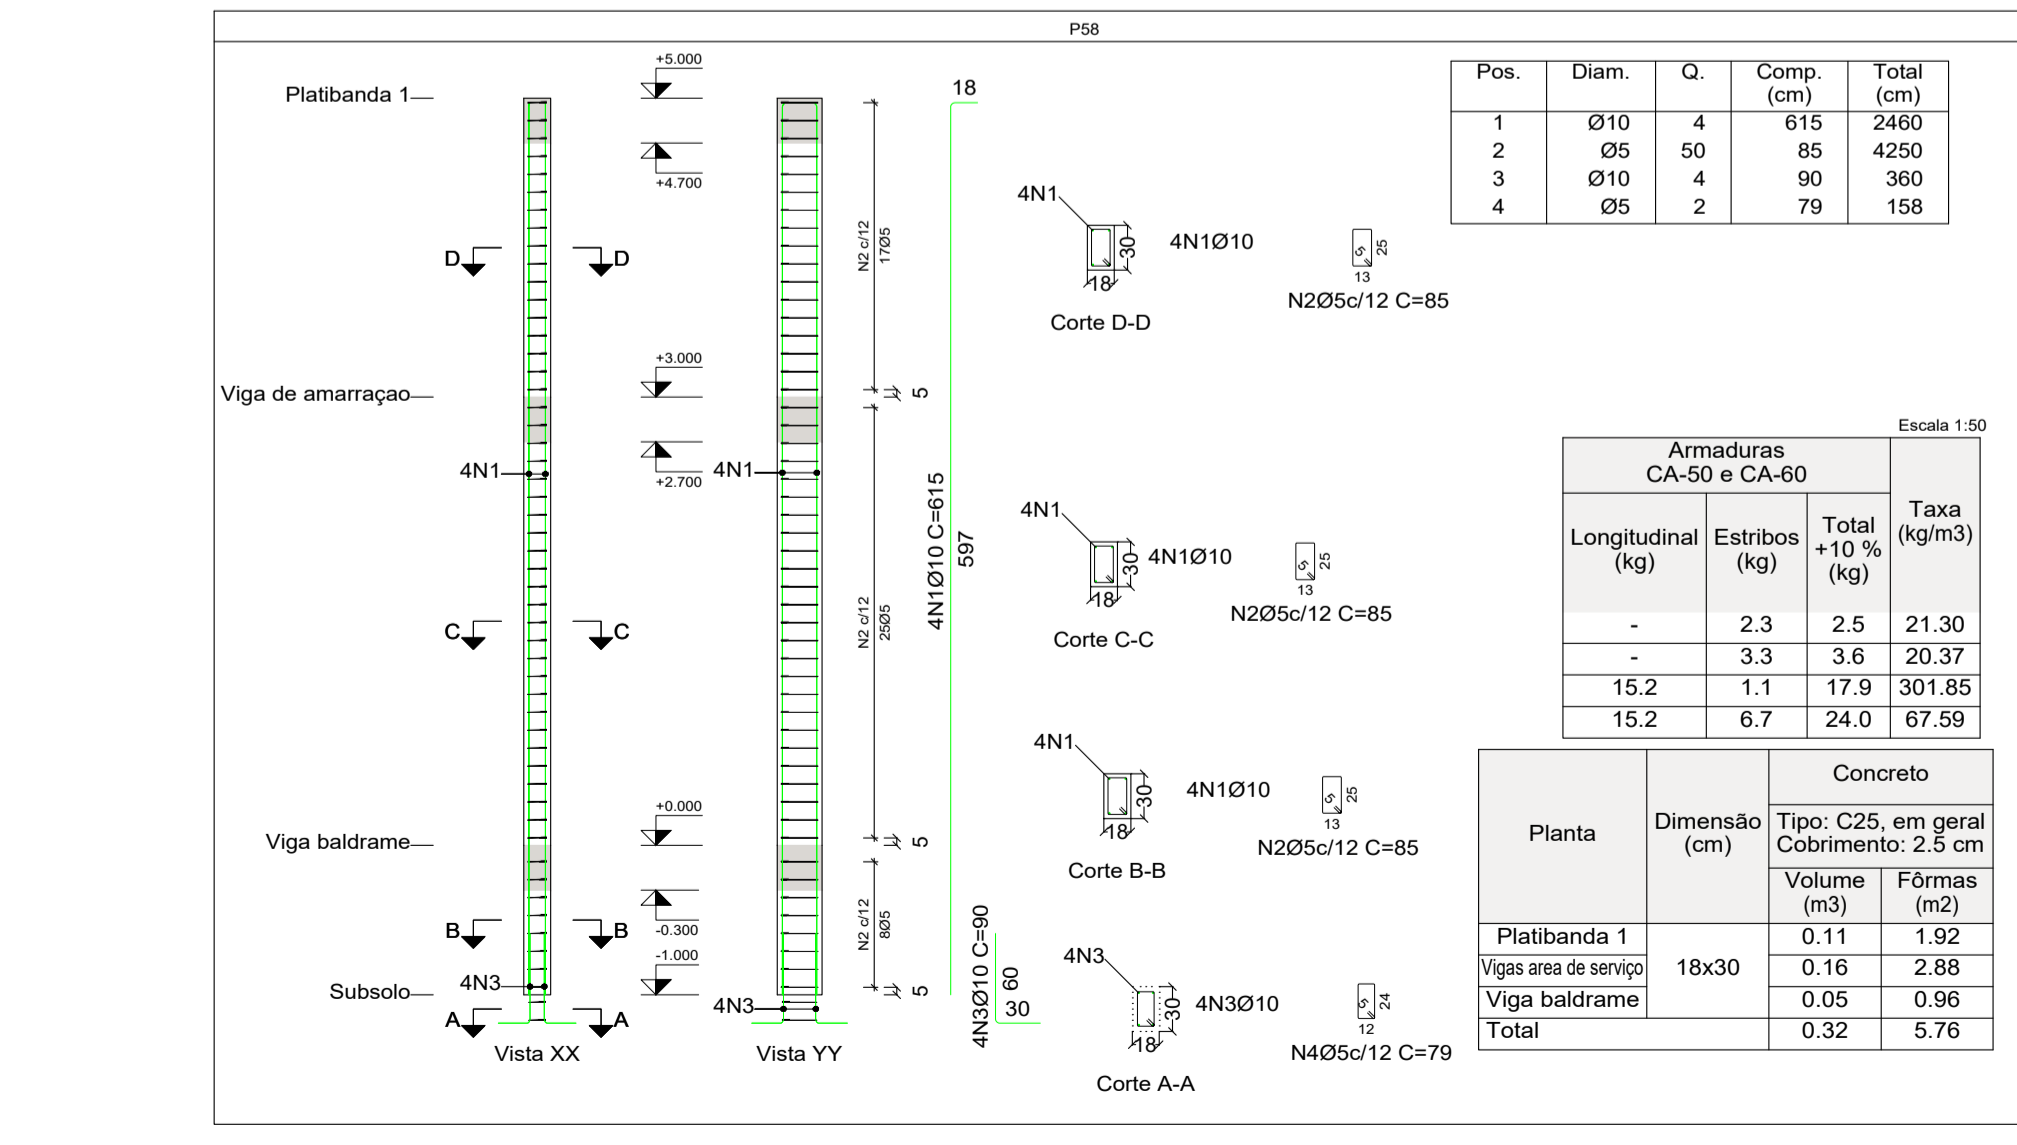 P58
Platibanda 1
Viga de amarraçao
Viga baldrame
Subsolo
+5.000
+4.700
+3.000
+2.700
+0.000
-0.300
-1.000
D
D
C
C
B
B
A
A
4N1
4N3
Vista XX
4N1
4N3
Vista YY
N2 c/12
17Ø5
5
N2 c/12
25Ø5
5
N2 c/12
8Ø5
5
18
4N1Ø10 C=615
597
4N3Ø10 C=90
60
30
4N1
30
18
4N1Ø10
Corte D-D
5
25
13
N2Ø5c/12 C=85
4N1
30
18
4N1Ø10
Corte C-C
5
25
13
N2Ø5c/12 C=85
4N1
30
18
4N1Ø10
Corte B-B
5
25
13
N2Ø5c/12 C=85
4N3
30
18
4N3Ø10
Corte A-A
5
24
12
N4Ø5c/12 C=79
Pos. Diam. Q. Comp. (cm) Total (cm)
1 Ø10 4 615 2460
2 Ø5 50 85 4250
3 Ø10 4 90 360
4 Ø5 2 79 158
Escala 1:50
Armaduras
CA-50 e CA-60
Taxa
(kg/m3)
Longitudinal
(kg)
Estribos
(kg)
Total
+10 %
(kg)
- 2.3 2.5 21.30
- 3.3 3.6 20.37
15.2 1.1 17.9 301.85
15.2 6.7 24.0 67.59
Planta
Dimensão
(cm)
Concreto
Tipo: C25, em geral
Cobrimento: 2.5 cm
Volume
(m3)
Fôrmas
(m2)
Platibanda 1 0.11 1.92
Vigas area de serviço 18x30 0.16 2.88
Viga baldrame 0.05 0.96
Total 0.32 5.76